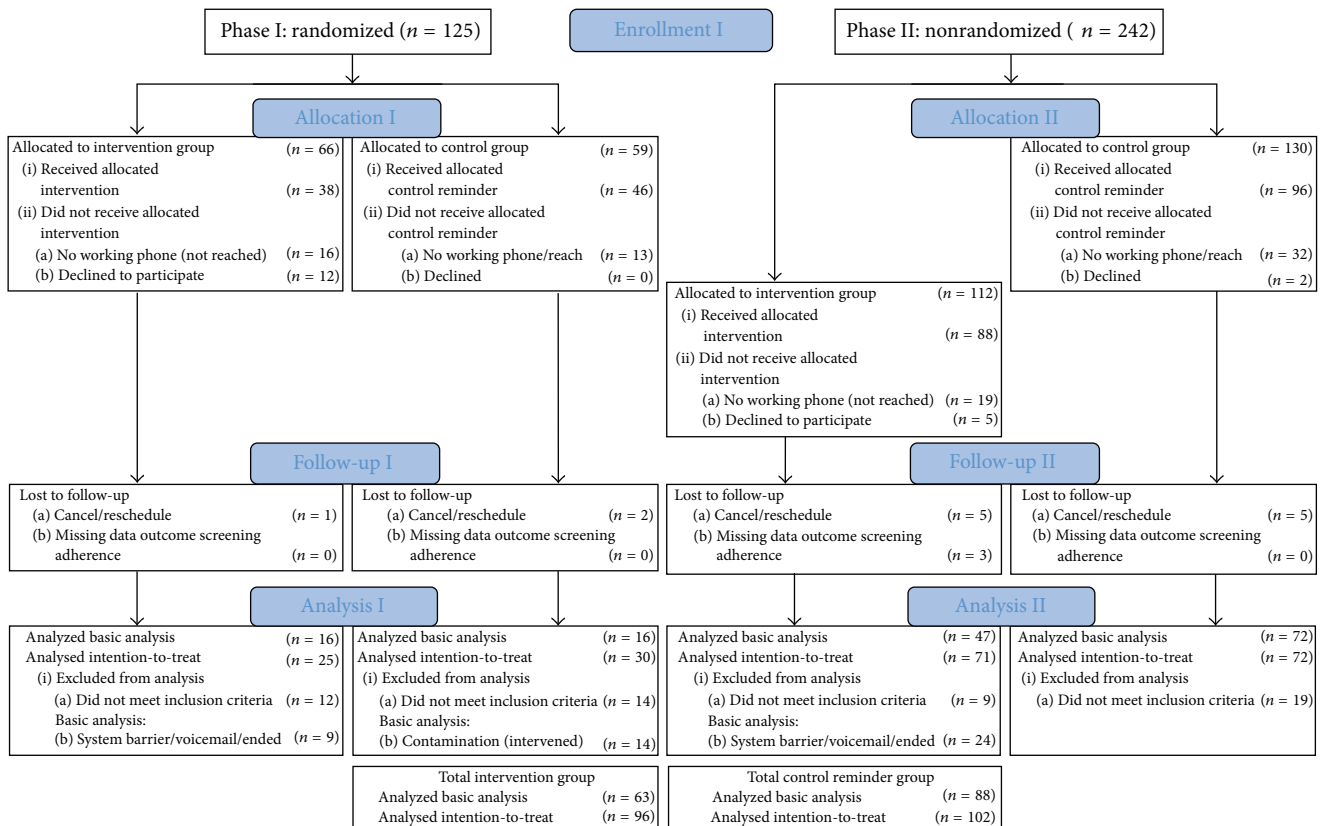 Phase I: randomized (n = 125)
Enrollment I
Phase II: nonrandomized ( n = 242)
Allocation I
Allocated to intervention group (n = 66)
(i) Received allocated
intervention (n = 38)
(ii) Did not receive allocated
intervention
(a) No working phone (not reached) (n = 16)
(b) Declined to participate (n = 12)
Allocated to control group (n = 59)
(i) Received allocated
control reminder (n = 46)
(ii) Did not receive allocated
control reminder
(a) No working phone/reach (n = 13)
(b) Declined (n = 0)
Allocation II
Allocated to intervention group (n = 112)
(i) Received allocated
intervention (n = 88)
(ii) Did not receive allocated
intervention
(a) No working phone (not reached) (n = 19)
(b) Declined to participate (n = 5)
Allocated to control group (n = 130)
(i) Received allocated
control reminder (n = 96)
(ii) Did not receive allocated
control reminder
(a) No working phone/reach (n = 32)
(b) Declined (n = 2)
Follow-up I
Lost to follow-up
(a) Cancel/reschedule (n = 1)
(b) Missing data outcome screening
adherence (n = 0)
Lost to follow-up
(a) Cancel/reschedule (n = 2)
(b) Missing data outcome screening
adherence (n = 0)
Follow-up II
Lost to follow-up
(a) Cancel/reschedule (n = 5)
(b) Missing data outcome screening
adherence (n = 3)
Lost to follow-up
(a) Cancel/reschedule (n = 5)
(b) Missing data outcome screening
adherence (n = 0)
Analysis I
Analyzed basic analysis (n = 16)
Analysed intention-to-treat (n = 25)
(i) Excluded from analysis
(a) Did not meet inclusion criteria (n = 12)
Basic analysis:
(b) System barrier/voicemail/ended (n = 9)
Analyzed basic analysis (n = 16)
Analysed intention-to-treat (n = 30)
(i) Excluded from analysis
(a) Did not meet inclusion criteria (n = 14)
Basic analysis:
(b) Contamination (intervened) (n = 14)
Analysis II
Analyzed basic analysis (n = 47)
Analysed intention-to-treat (n = 71)
(i) Excluded from analysis
(a) Did not meet inclusion criteria (n = 9)
Basic analysis:
(b) System barrier/voicemail/ended (n = 24)
Analyzed basic analysis (n = 72)
Analysed intention-to-treat (n = 72)
(i) Excluded from analysis
(a) Did not meet inclusion criteria (n = 19)
Total intervention group
Analyzed basic analysis (n = 63)
Analysed intention-to-treat (n = 96)
Total control reminder group
Analyzed basic analysis (n = 88)
Analysed intention-to-treat (n = 102)